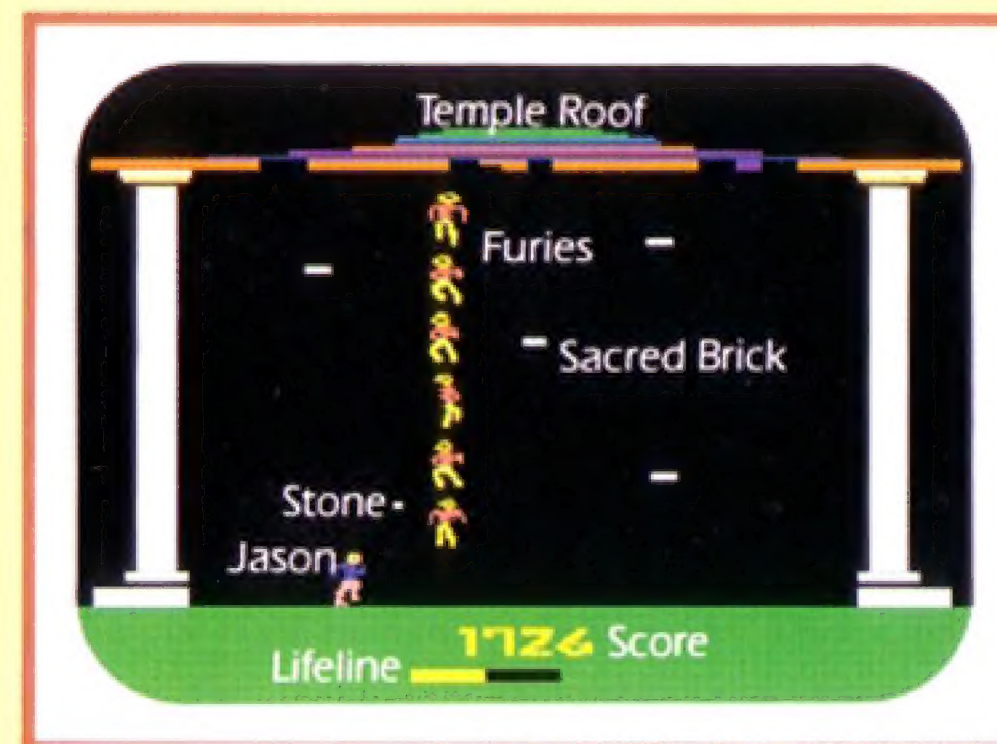 Temple Roof
Furies
Sacred Brick
Stone
Jason
1726 Score
Lifeline